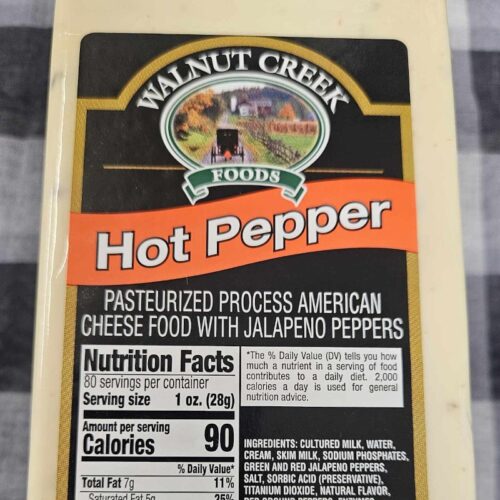 WALNUT CREEK
FOODS
Hot Pepper
PASTEURIZED PROCESS AMERICAN
CHEESE FOOD WITH JALAPENO PEPPERS
Nutrition Facts
80 servings per container
Serving size 1 oz. (28g)
Amount per serving
Calories 90
% Daily Value*
Total Fat 7g 11%
Saturated Fat 5g 25%
*The % Daily Value (DV) tells you how
much a nutrient in a serving of food
contributes to a daily diet. 2,000
calories a day is used for general
nutrition advice.
INGREDIENTS: CULTURED MILK, WATER,
CREAM, SKIM MILK, SODIUM PHOSPHATES,
GREEN AND RED JALAPENO PEPPERS,
SALT, SORBIC ACID (PRESERVATIVE),
TITANIUM DIOXIDE, NATURAL FLAVOR,